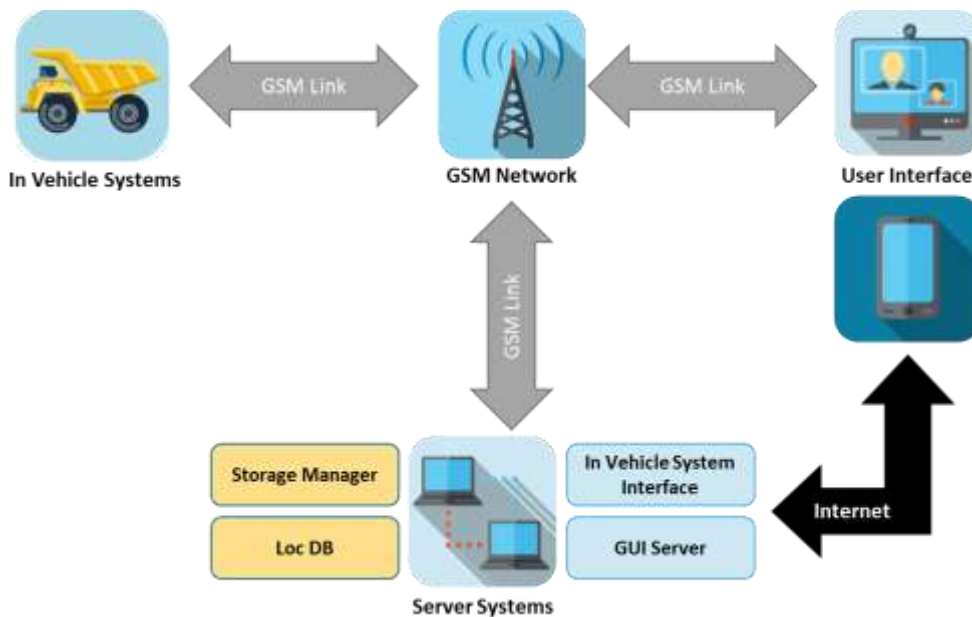 GSM Link
GSM Link
In Vehicle Systems
GSM Network
User Interface
GSM Link
Storage Manager
In Vehicle System
Interface
Loc DB
GUI Server
Internet
Server Systems